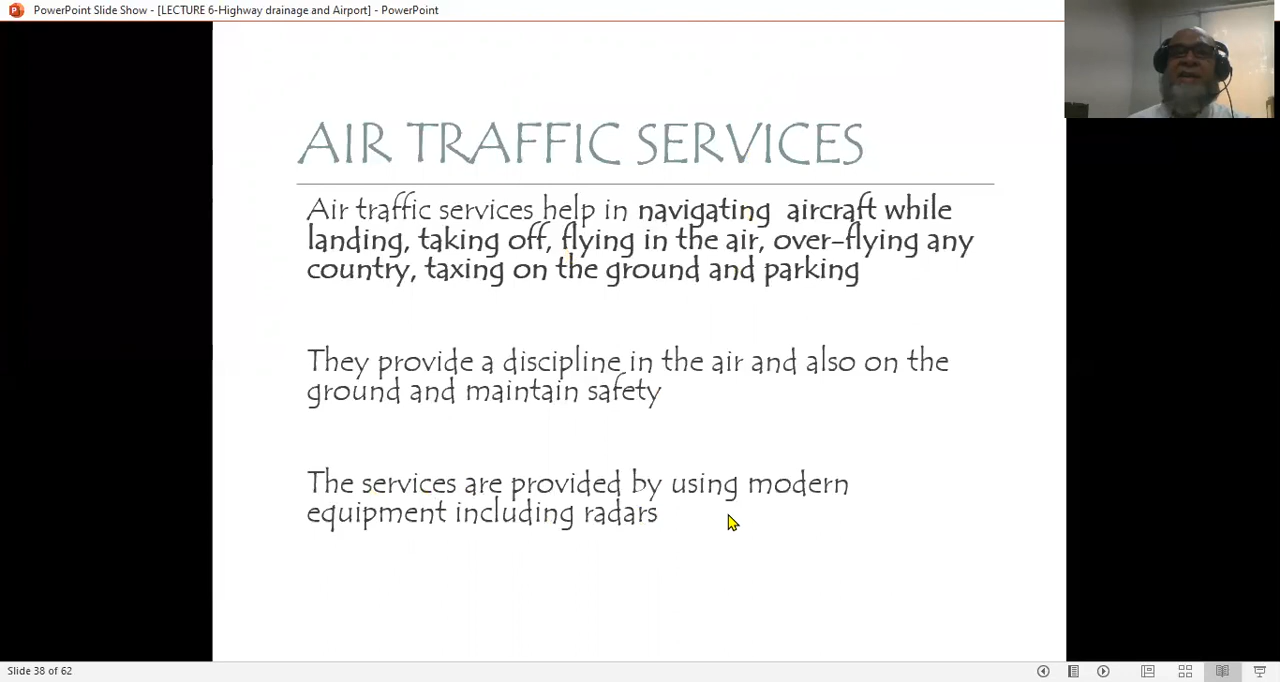 PowerPoint Slide Show - [LECTURE 6-Highway drainage and Airport] - PowerPoint
AIR TRAFFIC SERVICES
Air traffic services help in navigating aircraft while
landing, taking off, flying in the air, over-flying any
country, taxing on the ground and parking
They provide a discipline in the air and also on the
ground and maintain safety
The services are provided by using modern
equipment including radars
Slide 38 of 62